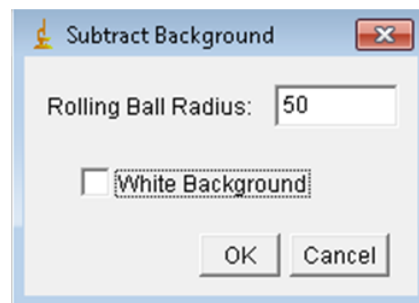 Subtract Background
Rolling Ball Radius: 50
White Background
OK Cancel